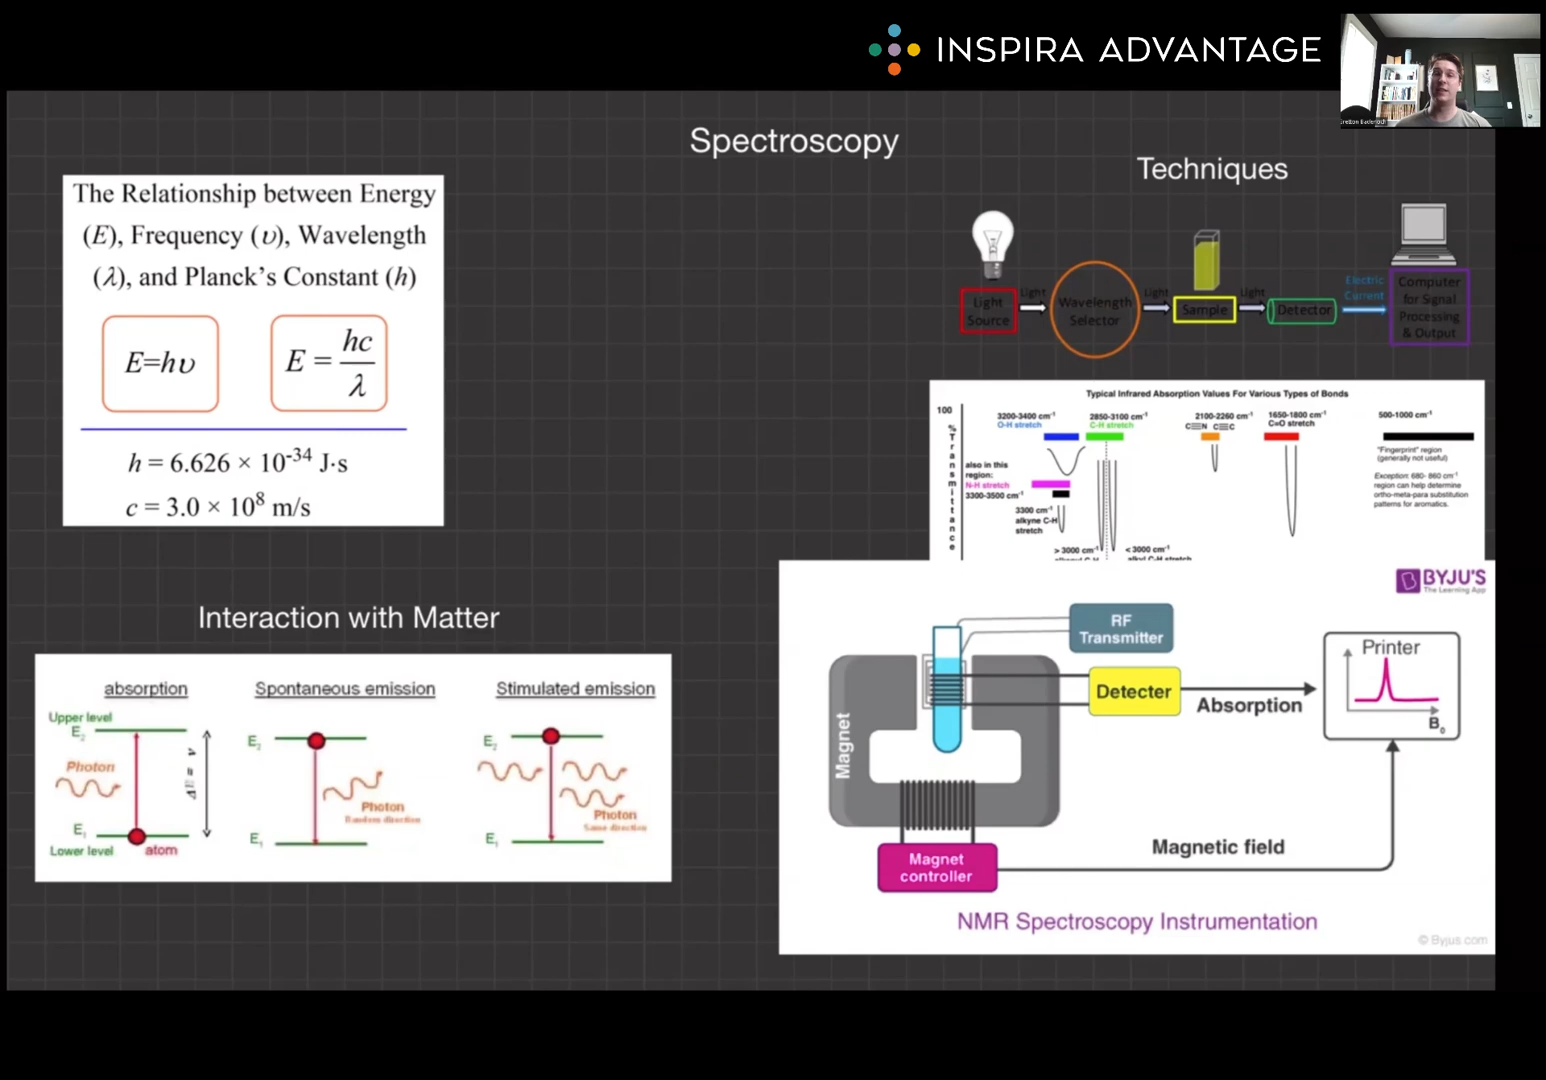 INSPIRA ADVANTAGE
Spectroscopy
The Relationship between Energy
(E), Frequency (υ), Wavelength
(λ), and Planck's Constant (h)
E=hυ
E = hc/λ
h = 6.626 × 10⁻³⁴ J·s
c = 3.0 × 10⁸ m/s
Interaction with Matter
absorption
Upper level
E₂
Photon
ΔE = ν
E₁
Lower level
atom
Spontaneous emission
E₂
Photon
Random direction
E₁
Stimulated emission
E₂
Photon
Same direction
E₁
Techniques
Light
Source
Light
Wavelength
Selector
Light
Sample
Light
Detector
Electric
Current
Computer
for Signal
Processing
& Output
Typical Infrared Absorption Values For Various Types of Bonds
100
%Transmittance
3200-3400 cm⁻¹
O-H stretch
2850-3100 cm⁻¹
C-H stretch
2100-2260 cm⁻¹
C≡N C≡C
1650-1800 cm⁻¹
C=O stretch
500-1000 cm⁻¹
"Fingerprint" region
(generally not useful)
Exception: 680- 860 cm⁻¹
region can help determine
ortho-meta-para substitution
patterns for aromatics.
also in this
region:
N-H stretch
3300-3500 cm⁻¹
3300 cm⁻¹
alkyne C-H
stretch
> 3000 cm⁻¹
< 3000 cm⁻¹
alkyl C-H stretch
BYJU'S
The Learning App
RF
Transmitter
Magnet
Detecter
Absorption
Printer
B₀
Magnet
controller
Magnetic field
NMR Spectroscopy Instrumentation
© Byjus.com